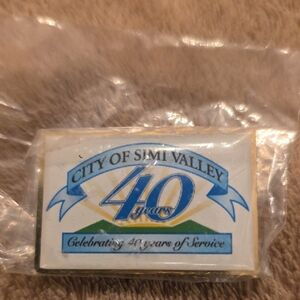 CITY OF SIMI VALLEY
40
years
Celebrating 40 years of Service